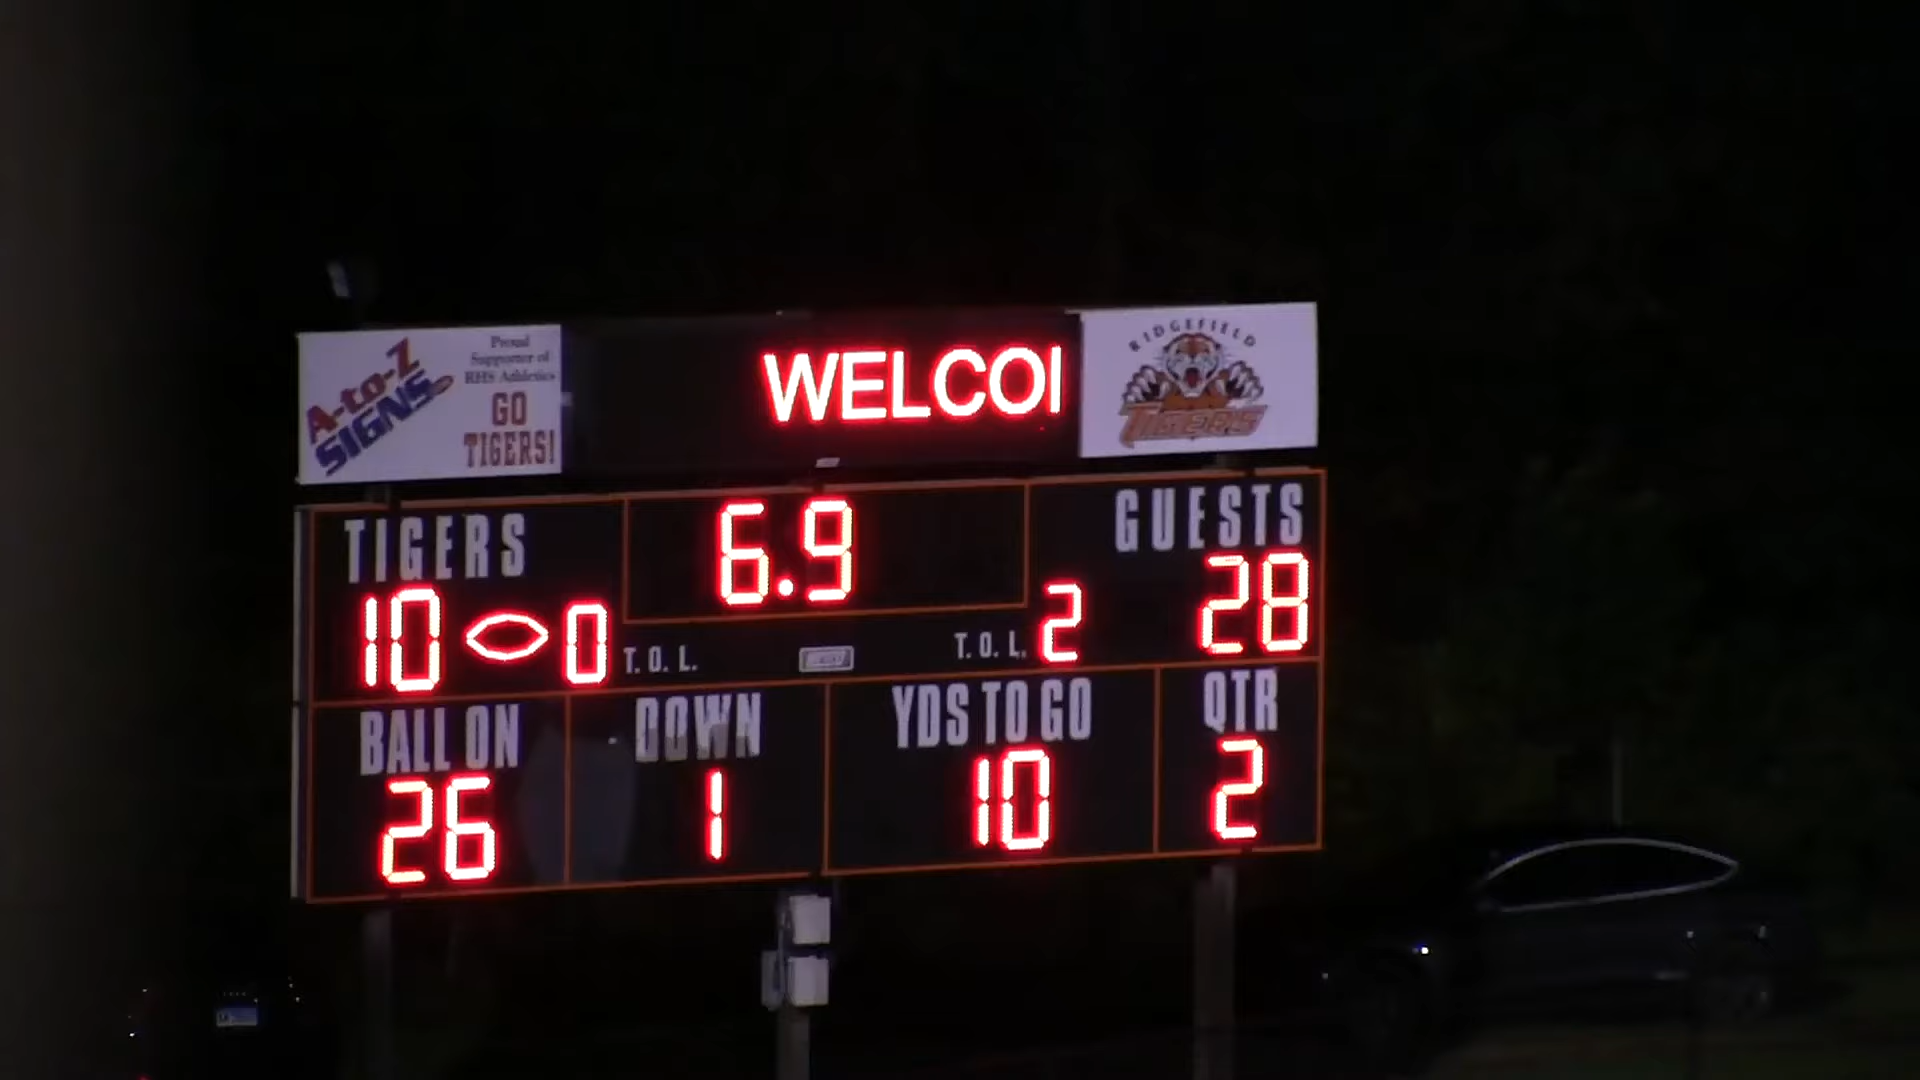 A-to-Z
SIGNS
Proud
Supporter of
RHS Athletics
GO
TIGERS!
WELCOI
RIDGEFIELD
TIGERS
TIGERS
6.9
GUESTS
10 0 T. O. L.
T. O. L. 2 28
BALL ON
26
DOWN
1
YDS TO GO
10
QTR
2